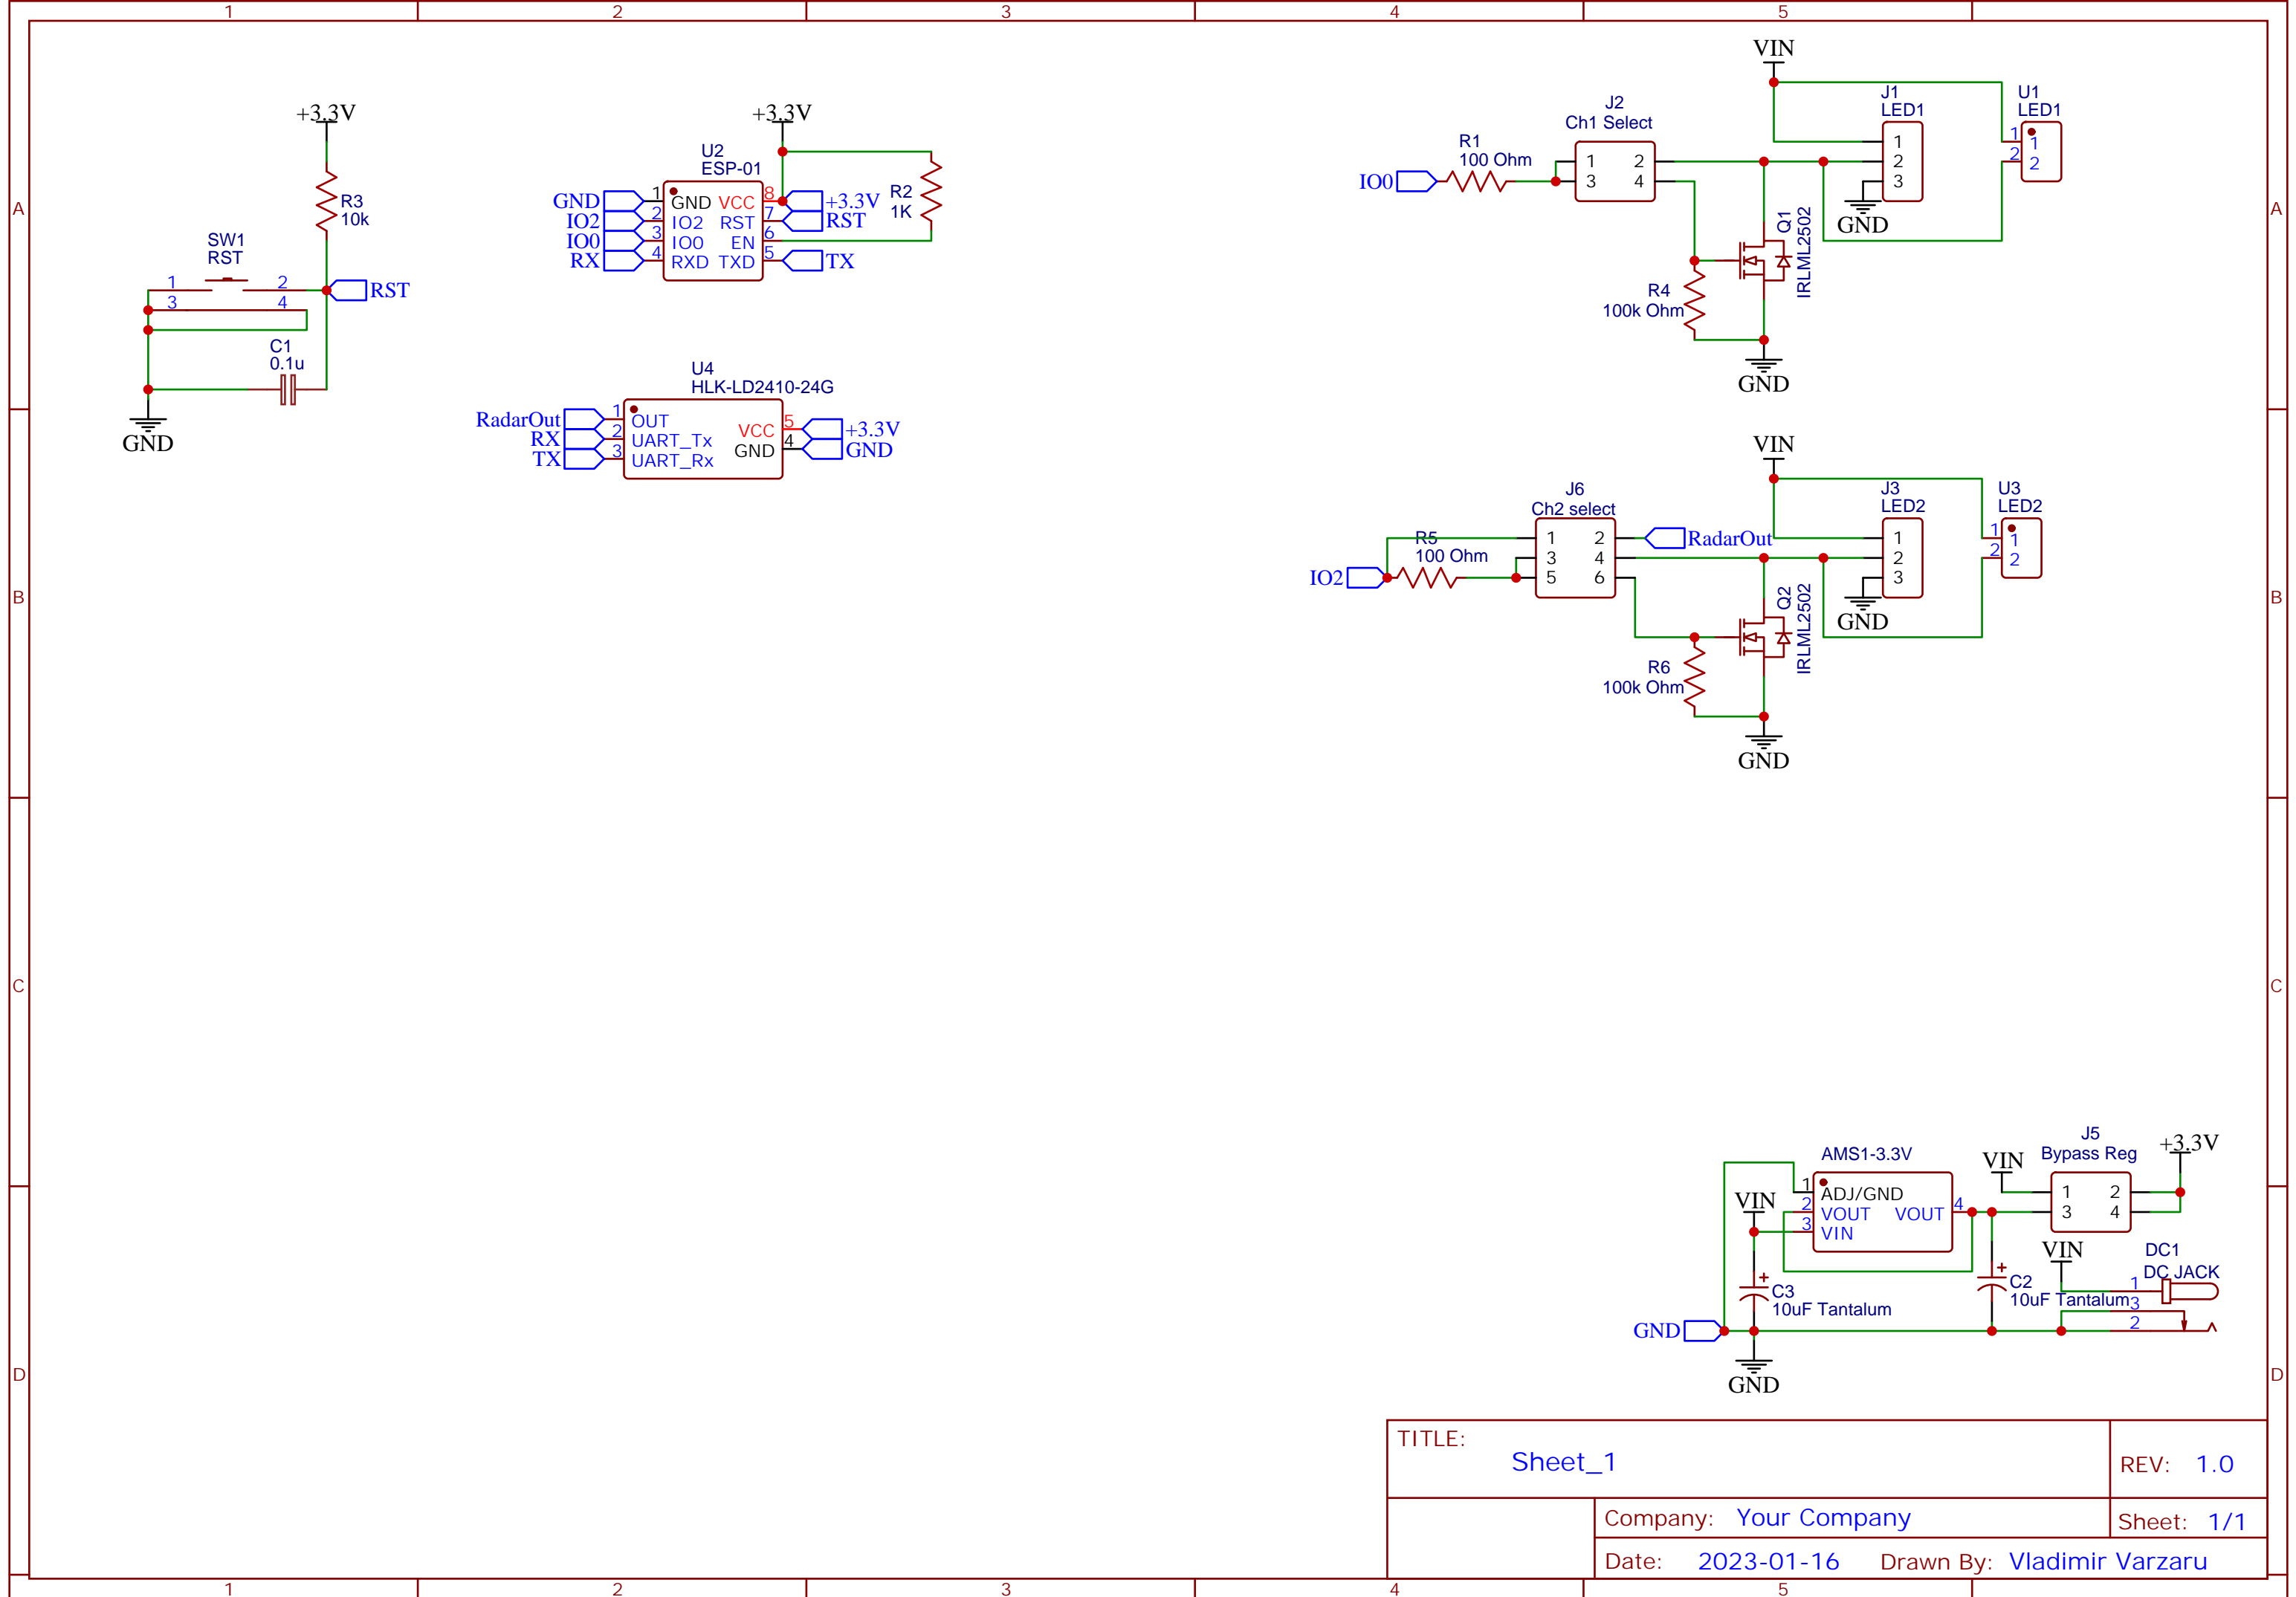 1 2 3 4 5
A
B
C
D
A
B
C
D
1 2 3 4 5
+3.3V
R3
10k
SW1
RST
1 2
3 4
RST
C1
0.1u
GND
+3.3V
U2
ESP-01
R2
1K
GND 1 GND VCC 8 +3.3V
IO2 2 IO2 RST 7 RST
IO0 3 IO0 EN 6
RX 4 RXD TXD 5 TX
U4
HLK-LD2410-24G
RadarOut 1 OUT
RX 2 UART_Tx VCC 5 +3.3V
TX 3 UART_Rx GND 4 GND
VIN
J2
Ch1 Select
R1
100 Ohm
IO0
1 2
3 4
J1
LED1
1
2
3
GND
U1
LED1
1 1
2 2
Q1
IRLML2502
R4
100k Ohm
GND
VIN
J6
Ch2 select
R5
100 Ohm
IO2
1 2
3 4
5 6
RadarOut
J3
LED2
1
2
3
GND
U3
LED2
1 1
2 2
Q2
IRLML2502
R6
100k Ohm
GND
AMS1-3.3V
VIN
1 ADJ/GND
2 VOUT VOUT 4
3 VIN
C3
10uF Tantalum
GND
GND
C2
10uF Tantalum
VIN
J5
Bypass Reg
1 2
3 4
+3.3V
VIN
DC1
DC JACK
1
3
2
TITLE:
Sheet_1
REV: 1.0
Company: Your Company
Sheet: 1/1
Date: 2023-01-16 Drawn By: Vladimir Varzaru